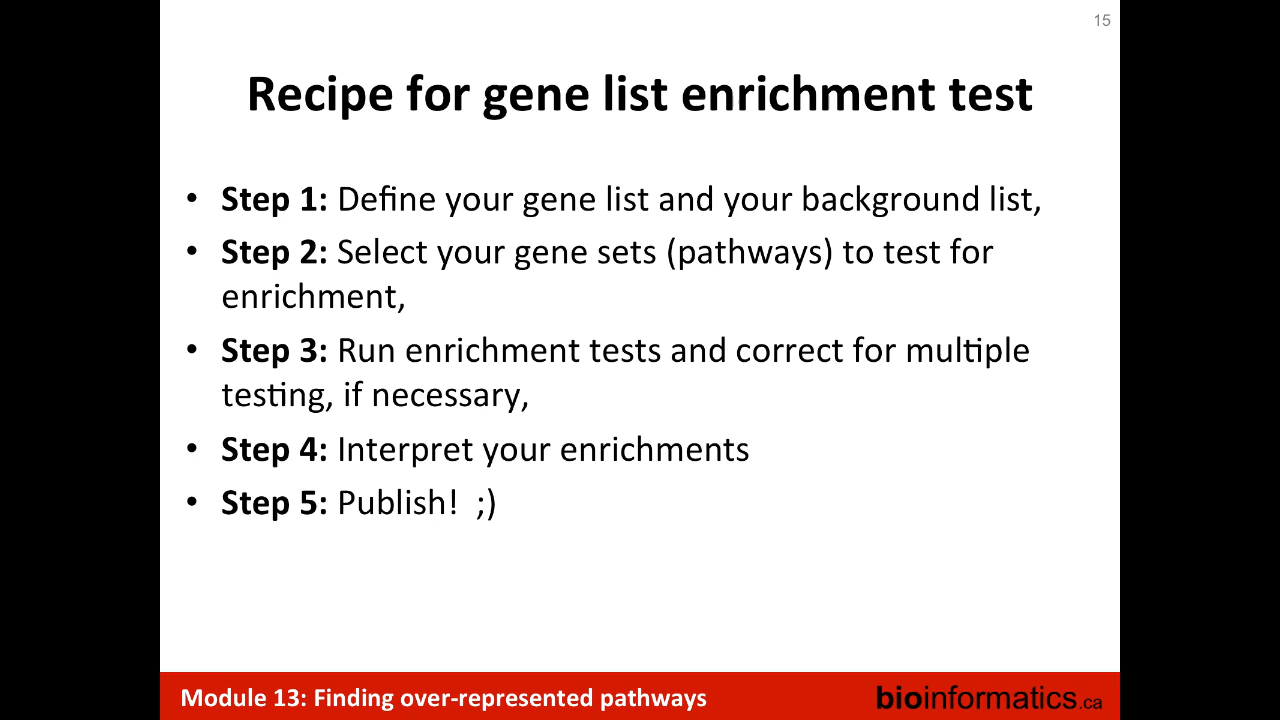 15
Recipe for gene list enrichment test
• Step 1: Define your gene list and your background list,
• Step 2: Select your gene sets (pathways) to test for
enrichment,
• Step 3: Run enrichment tests and correct for multiple
testing, if necessary,
• Step 4: Interpret your enrichments
• Step 5: Publish!  ;)
Module 13: Finding over-represented pathways
bioinformatics.ca